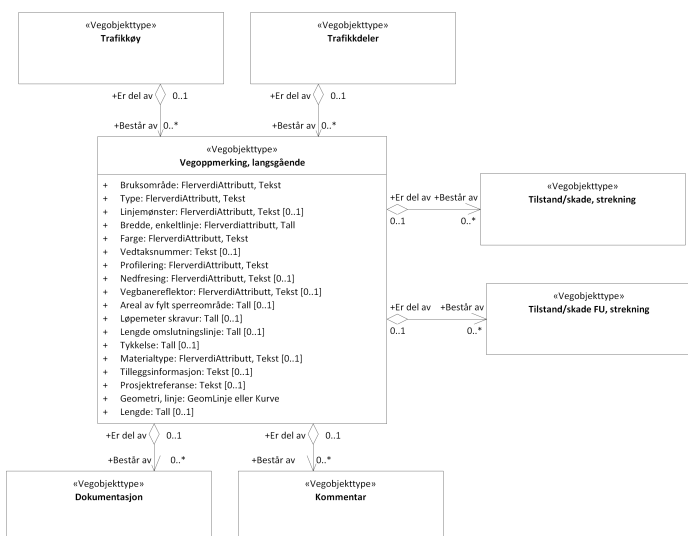 «Vegobjekttype»
Trafikkøy
«Vegobjekttype»
Trafikkdeler
+Er del av 0..1
+Består av 0..*
+Er del av 0..1
+Består av 0..*
«Vegobjekttype»
Vegoppmerking, langsgående
+ Bruksområde: FlerverdiAttributt, Tekst
+ Type: FlerverdiAttributt, Tekst
+ Linjemønster: FlerverdiAttributt, Tekst [0..1]
+ Bredde, enkeltlinje: Flerverdiattributt, Tall
+ Farge: FlerverdiAttributt, Tekst
+ Vedtaksnummer: Tekst [0..1]
+ Profilering: FlerverdiAttributt, Tekst
+ Nedfresing: FlerverdiAttributt, Tekst [0..1]
+ Vegbanereflektor: FlerverdiAttributt, Tekst [0..1]
+ Areal av fylt sperreområde: Tall [0..1]
+ Løpemeter skravur: Tall [0..1]
+ Lengde omslutningslinje: Tall [0..1]
+ Tykkelse: Tall [0..1]
+ Materialtype: FlerverdiAttributt, Tekst [0..1]
+ Tilleggsinformasjon: Tekst [0..1]
+ Prosjektreferanse: Tekst [0..1]
+ Geometri, linje: GeomLinje eller Kurve
+ Lengde: Tall [0..1]
+Er del av +Består av
0..1 0..*
«Vegobjekttype»
Tilstand/skade, strekning
+Er del av +Består av
0..1 0..*
«Vegobjekttype»
Tilstand/skade FU, strekning
+Er del av 0..1
+Består av 0..*
+Er del av 0..1
+Består av 0..*
«Vegobjekttype»
Dokumentasjon
«Vegobjekttype»
Kommentar